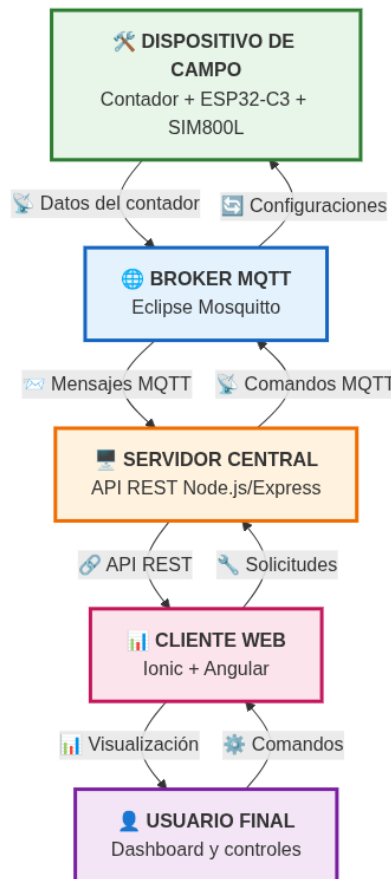 🛠️ DISPOSITIVO DE
CAMPO
Contador + ESP32-C3 +
SIM800L
📡 Datos del contador
🔄 Configuraciones
🌐 BROKER MQTT
Eclipse Mosquitto
📨 Mensajes MQTT
📡 Comandos MQTT
🖥️ SERVIDOR CENTRAL
API REST Node.js/Express
🔗 API REST
🔧 Solicitudes
📊 CLIENTE WEB
Ionic + Angular
📊 Visualización
⚙️ Comandos
👤 USUARIO FINAL
Dashboard y controles